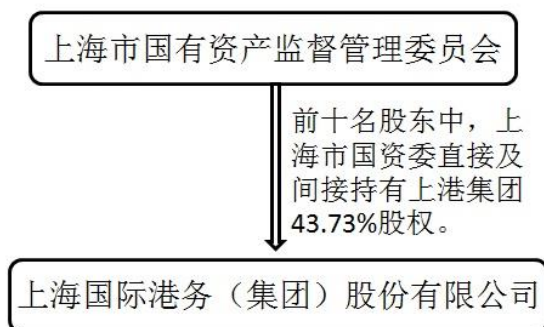 上海市国有资产监督管理委员会
前十名股东中，上
海市国资委直接及
间接持有上港集团
43.73%股权。
上海国际港务（集团）股份有限公司